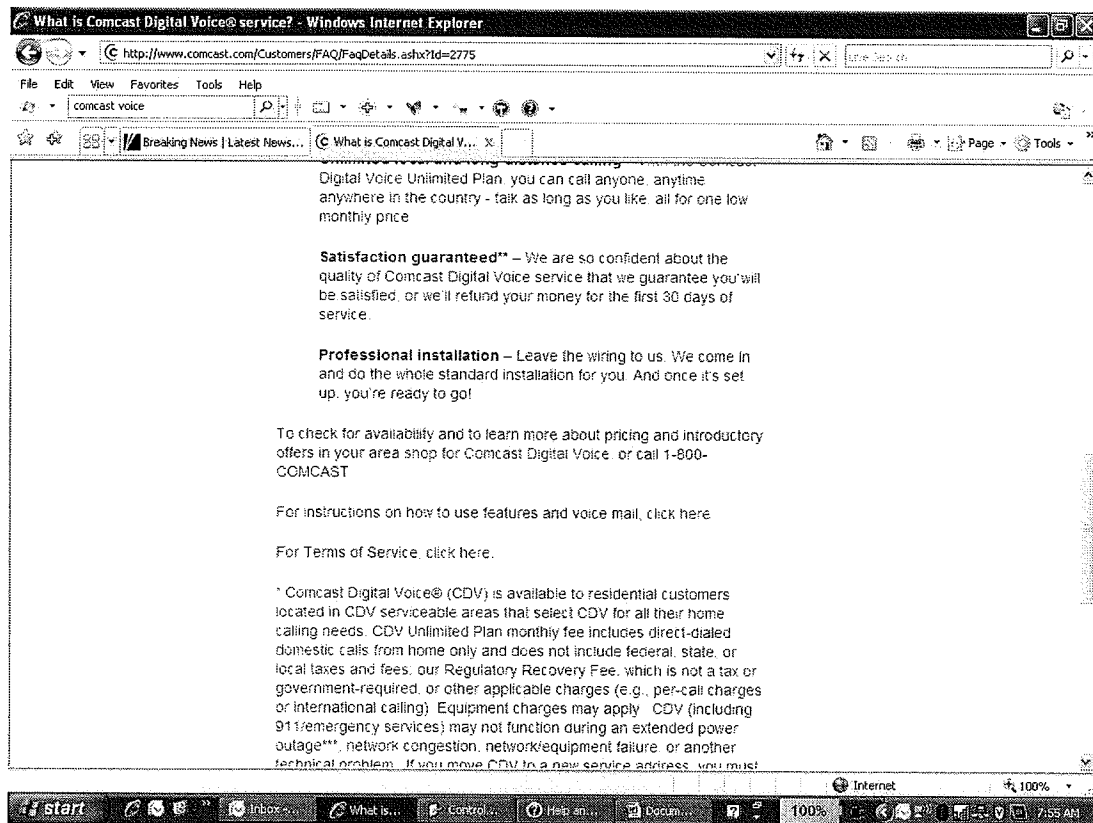 What is Comcast Digital Voice® service? - Windows Internet Explorer
http://www.comcast.com/Customers/FAQ/FaqDetails.ashx?Id=2775
File Edit View Favorites Tools Help
comcast voice
Breaking News | Latest News... What is Comcast Digital V... X Page Tools
Digital Voice Unlimited Plan, you can call anyone, anytime
anywhere in the country - talk as long as you like, all for one low
monthly price
Satisfaction guaranteed** – We are so confident about the
quality of Comcast Digital Voice service that we guarantee you'will
be satisfied, or we'll refund your money for the first 30 days of
service.
Professional installation – Leave the wiring to us. We come in
and do the whole standard installation for you. And once it's set
up, you're ready to go!
To check for availability and to learn more about pricing and introductory
offers in your area shop for Comcast Digital Voice, or call 1-800-
COMCAST
For instructions on how to use features and voice mail, click here
For Terms of Service, click here.
* Comcast Digital Voice® (CDV) is available to residential customers
located in CDV serviceable areas that select CDV for all their home
calling needs. CDV Unlimited Plan monthly fee includes direct-dialed
domestic calls from home only and does not include federal, state, or
local taxes and fees; our Regulatory Recovery Fee, which is not a tax or
government-required, or other applicable charges (e.g., per-call charges
or international calling). Equipment charges may apply. CDV (including
911/emergency services) may not function during an extended power
outage***, network congestion, network/equipment failure, or another
technical problem. If you move CDV to a new service address, you must
Internet 100%
start Inbox -... What is... Control... Help an... Docum... 100% 7:55 AM